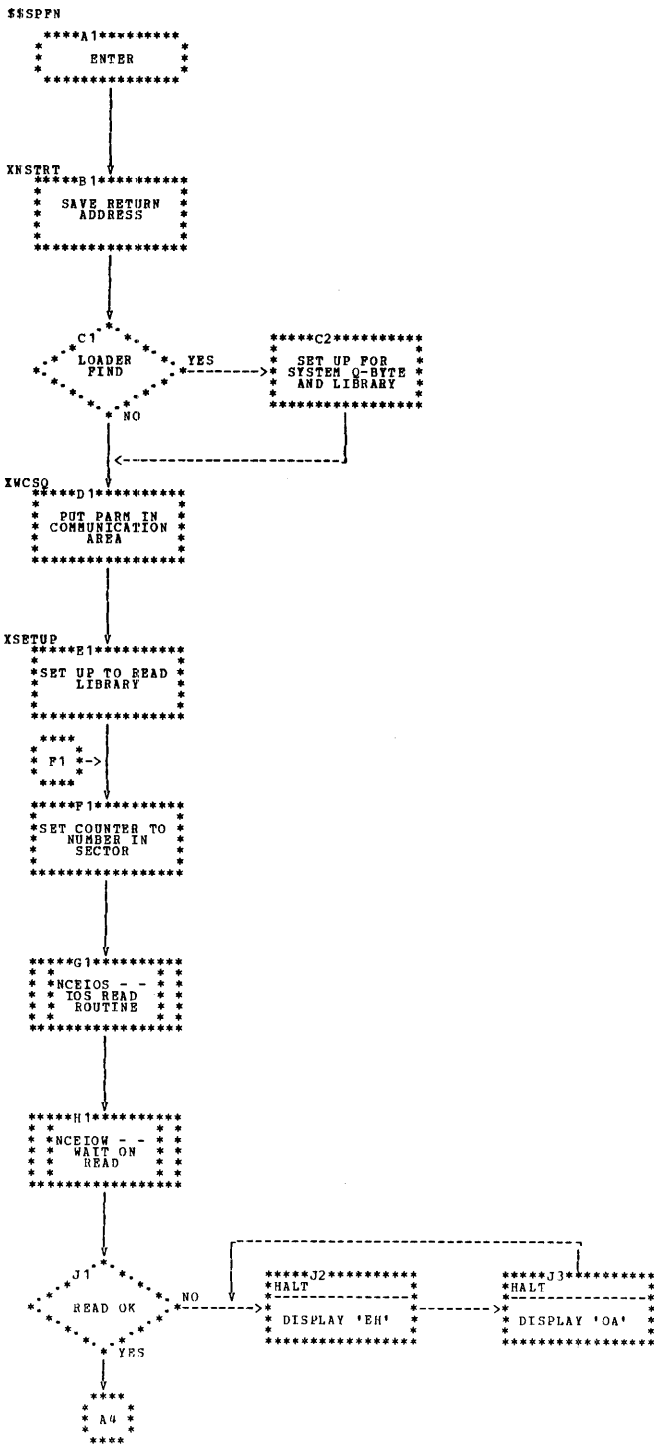 $$SPFN
A1
ENTER
XNSTRT
B1
SAVE RETURN
ADDRESS
C1
LOADER
FIND
YES
NO
C2
SET UP FOR
SYSTEM Q-BYTE
AND LIBRARY
XWCSQ
D1
PUT PARM IN
COMMUNICATION
AREA
XSETUP
E1
SET UP TO READ
LIBRARY
F1
F1
SET COUNTER TO
NUMBER IN
SECTOR
G1
NCEIOS - -
IOS READ
ROUTINE
H1
NCEIOW - -
WAIT ON
READ
J1
READ OK
NO
YES
J2
HALT
DISPLAY 'EH'
J3
HALT
DISPLAY 'OA'
A4